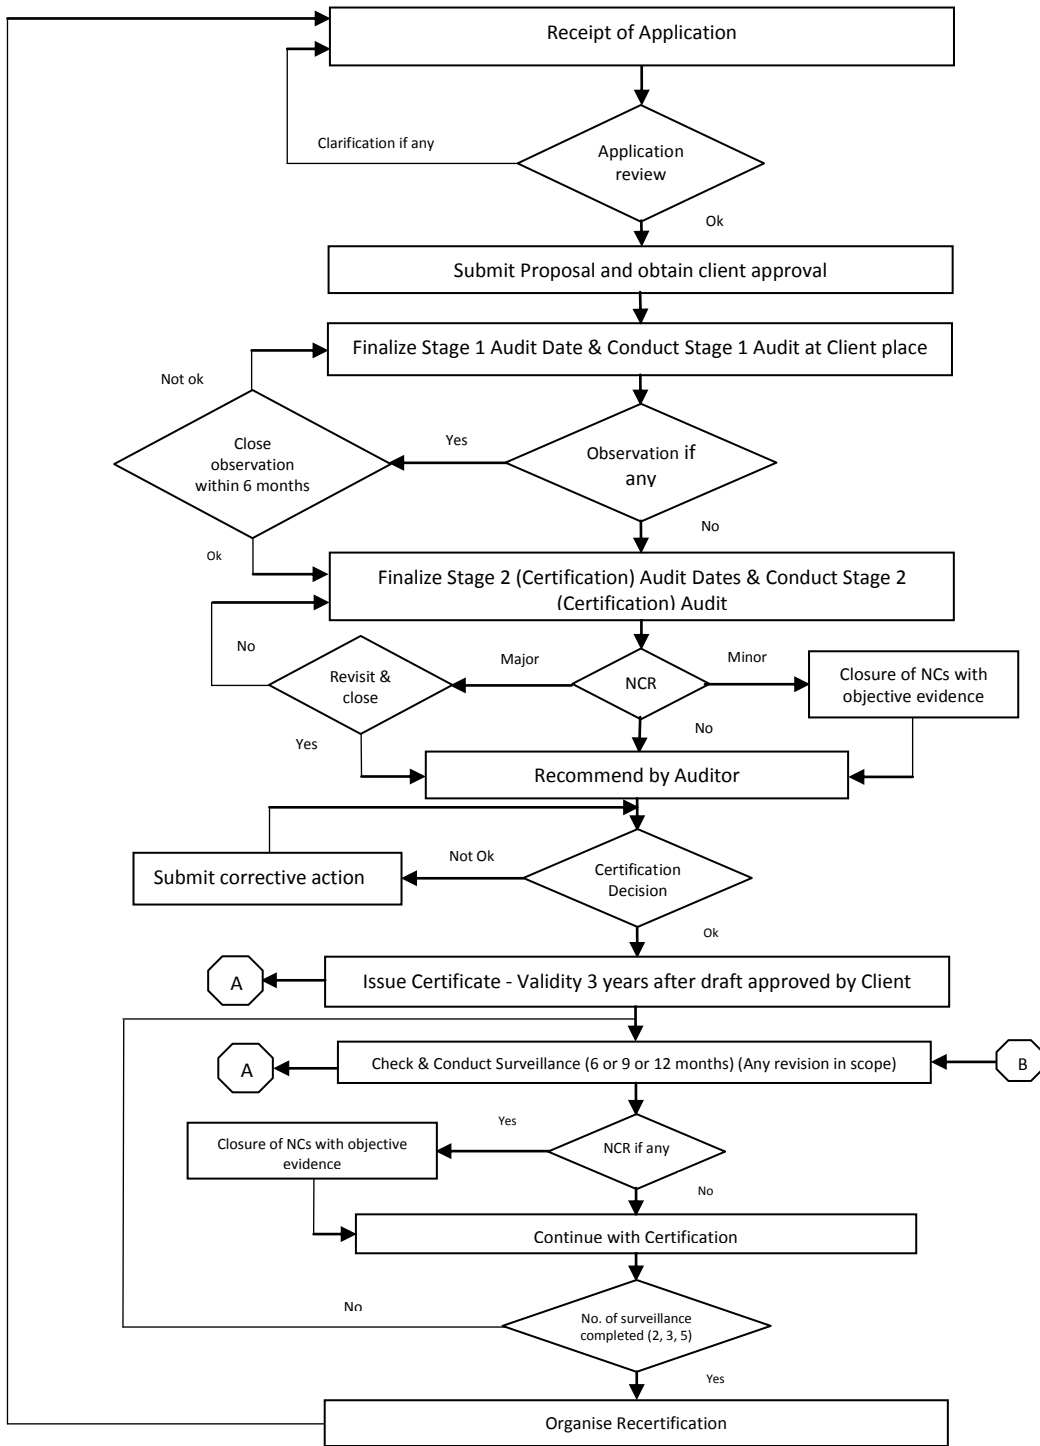 Receipt of Application
Clarification if any
Application
review
Ok
Submit Proposal and obtain client approval
Finalize Stage 1 Audit Date & Conduct Stage 1 Audit at Client place
Not ok
Close
observation
within 6 months
Yes
Observation if
any
No
Ok
Finalize Stage 2 (Certification) Audit Dates & Conduct Stage 2
(Certification) Audit
No
Revisit &
close
Major
NCR
Minor
Closure of NCs with
objective evidence
Yes
No
Recommend by Auditor
Submit corrective action
Not Ok
Certification
Decision
Ok
A
Issue Certificate - Validity 3 years after draft approved by Client
A
Check & Conduct Surveillance (6 or 9 or 12 months) (Any revision in scope)
B
Closure of NCs with objective
evidence
Yes
NCR if any
No
Continue with Certification
No
No. of surveillance
completed (2, 3, 5)
Yes
Organise Recertification